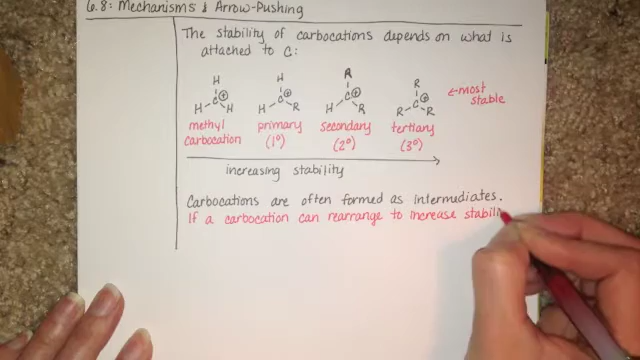 6.8: Mechanisms & Arrow-Pushing
The stability of carbocations depends on what is
attached to C:
H H R R
C⊕ C⊕ C⊕ C⊕
H H H R H R R R
←most
stable
methyl primary secondary tertiary
carbocation (1°) (2°) (3°)
increasing stability
Carbocations are often formed as intermediates.
If a carbocation can rearrange to increase stabili